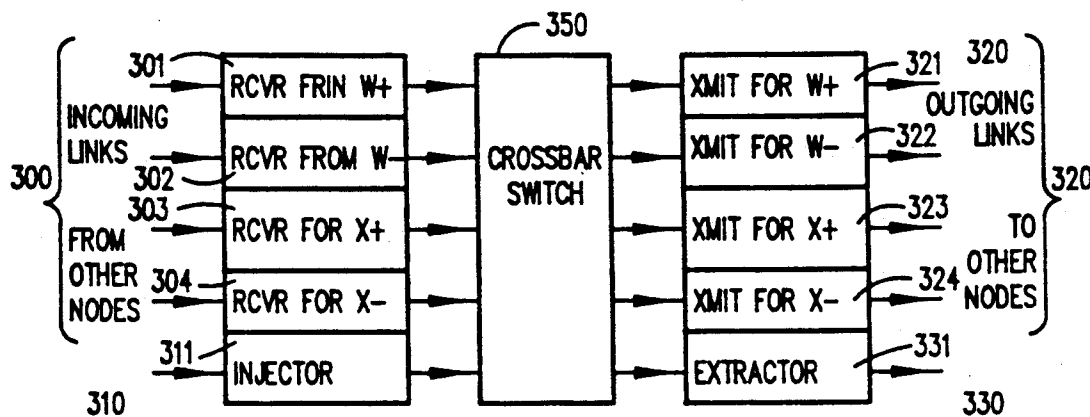 350
301
RCVR FRIN W+
XMIT FOR W+
321
320
INCOMING
LINKS
OUTGOING
LINKS
300
302
RCVR FROM W-
CROSSBAR
SWITCH
XMIT FOR W-
322
320
303
RCVR FOR X+
XMIT FOR X+
323
FROM
OTHER
NODES
TO
OTHER
NODES
304
RCVR FOR X-
XMIT FOR X-
324
311
INJECTOR
EXTRACTOR
331
310
330